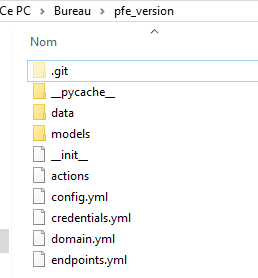 Ce PC > Bureau > pfe_version
Nom
.git
__pycache__
data
models
__init__
actions
config.yml
credentials.yml
domain.yml
endpoints.yml